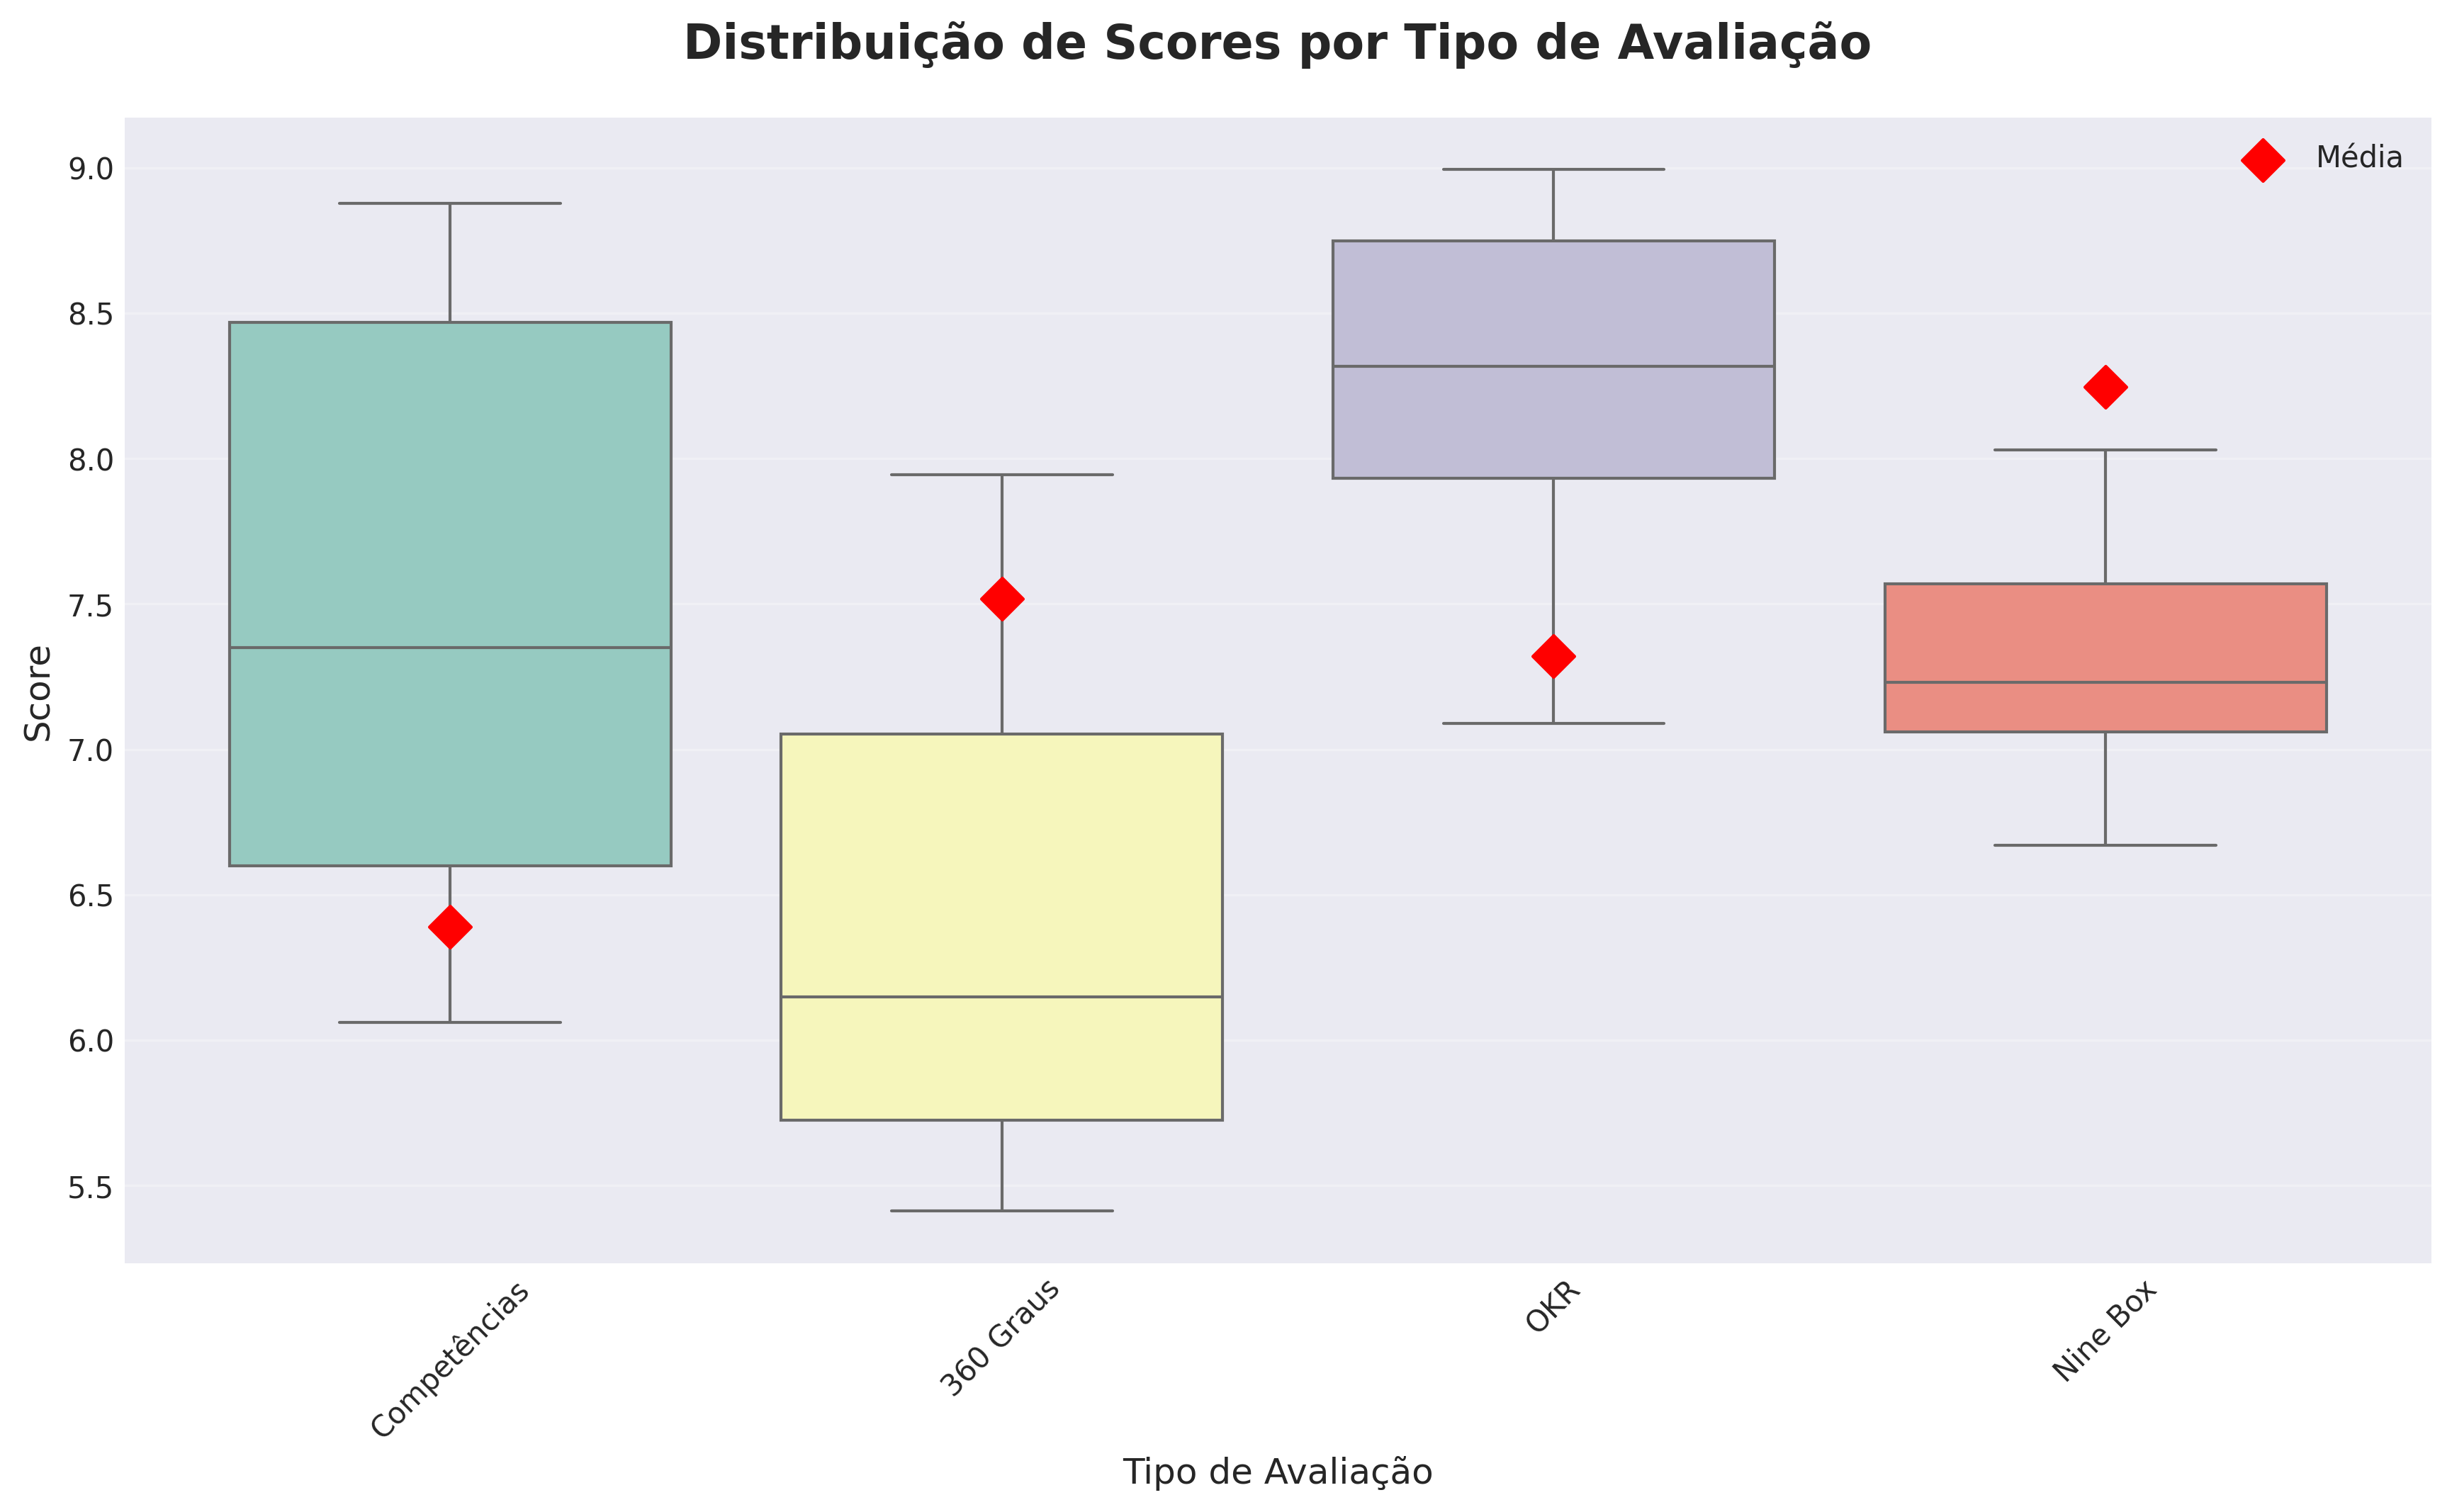 Distribuição de Scores por Tipo de Avaliação
Média
Score
9.0
8.5
8.0
7.5
7.0
6.5
6.0
5.5
Competências
360 Graus
OKR
Nine Box
Tipo de Avaliação